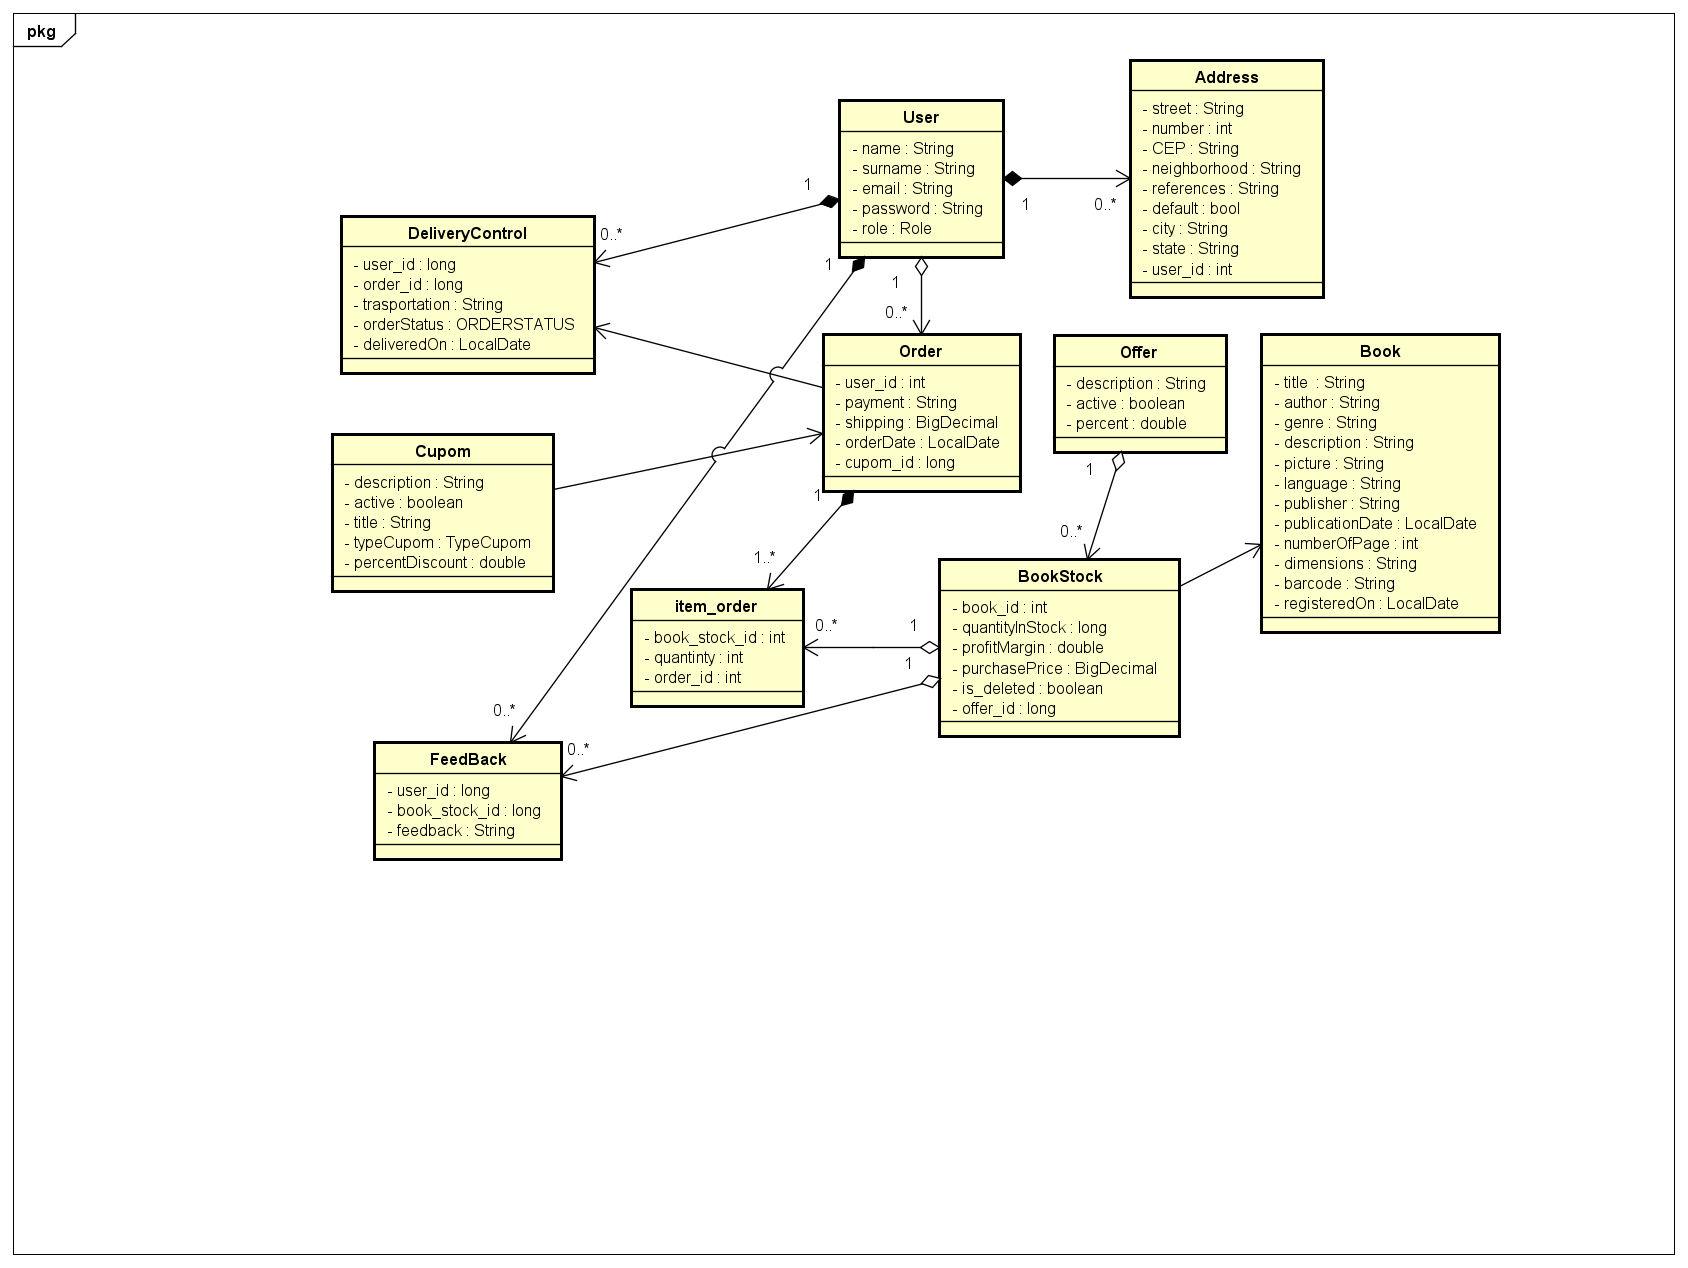 pkg
User
- name : String
- surname : String
- email : String
- password : String
- role : Role
1
1
1
1
0..*
0..*
0..*
Address
- street : String
- number : int
- CEP : String
- neighborhood : String
- references : String
- default : bool
- city : String
- state : String
- user_id : int
DeliveryControl
- user_id : long
- order_id : long
- trasportation : String
- orderStatus : ORDERSTATUS
- deliveredOn : LocalDate
Order
- user_id : int
- payment : String
- shipping : BigDecimal
- orderDate : LocalDate
- cupom_id : long
1
1..*
Offer
- description : String
- active : boolean
- percent : double
1
0..*
Book
- title  : String
- author : String
- genre : String
- description : String
- picture : String
- language : String
- publisher : String
- publicationDate : LocalDate
- numberOfPage : int
- dimensions : String
- barcode : String
- registeredOn : LocalDate
Cupom
- description : String
- active : boolean
- title : String
- typeCupom : TypeCupom
- percentDiscount : double
item_order
- book_stock_id : int
- quantinty : int
- order_id : int
0..*
1
1
BookStock
- book_id : int
- quantityInStock : long
- profitMargin : double
- purchasePrice : BigDecimal
- is_deleted : boolean
- offer_id : long
0..*
0..*
FeedBack
- user_id : long
- book_stock_id : long
- feedback : String